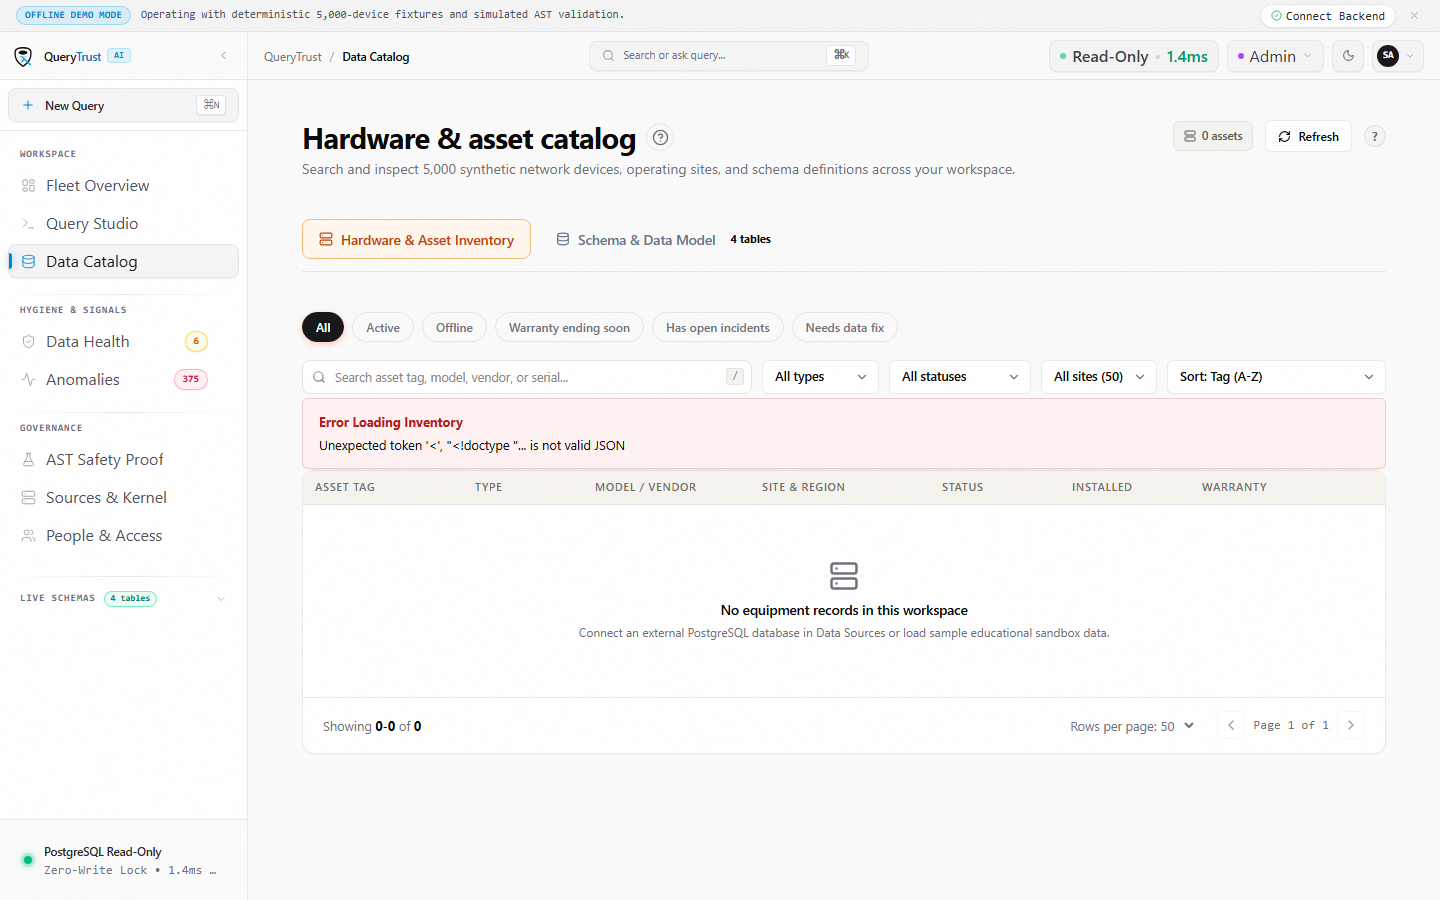 OFFLINE DEMO MODE Operating with deterministic 5,000-device fixtures and simulated AST validation. Connect Backend
QueryTrust AI
QueryTrust / Data Catalog
Search or ask query... ⌘K
Read-Only • 1.4ms
Admin
SA
New Query ⌘N
WORKSPACE
Fleet Overview
Query Studio
Data Catalog
HYGIENE & SIGNALS
Data Health 6
Anomalies 375
GOVERNANCE
AST Safety Proof
Sources & Kernel
People & Access
LIVE SCHEMAS 4 tables
PostgreSQL Read-Only
Zero-Write Lock • 1.4ms …
Hardware & asset catalog ?
0 assets Refresh ?
Search and inspect 5,000 synthetic network devices, operating sites, and schema definitions across your workspace.
Hardware & Asset Inventory Schema & Data Model 4 tables
All Active Offline Warranty ending soon Has open incidents Needs data fix
Search asset tag, model, vendor, or serial... / All types All statuses All sites (50) Sort: Tag (A-Z)
Error Loading Inventory
Unexpected token '<', "<!doctype "... is not valid JSON
ASSET TAG TYPE MODEL / VENDOR SITE & REGION STATUS INSTALLED WARRANTY
No equipment records in this workspace
Connect an external PostgreSQL database in Data Sources or load sample educational sandbox data.
Showing 0-0 of 0 Rows per page: 50 Page 1 of 1